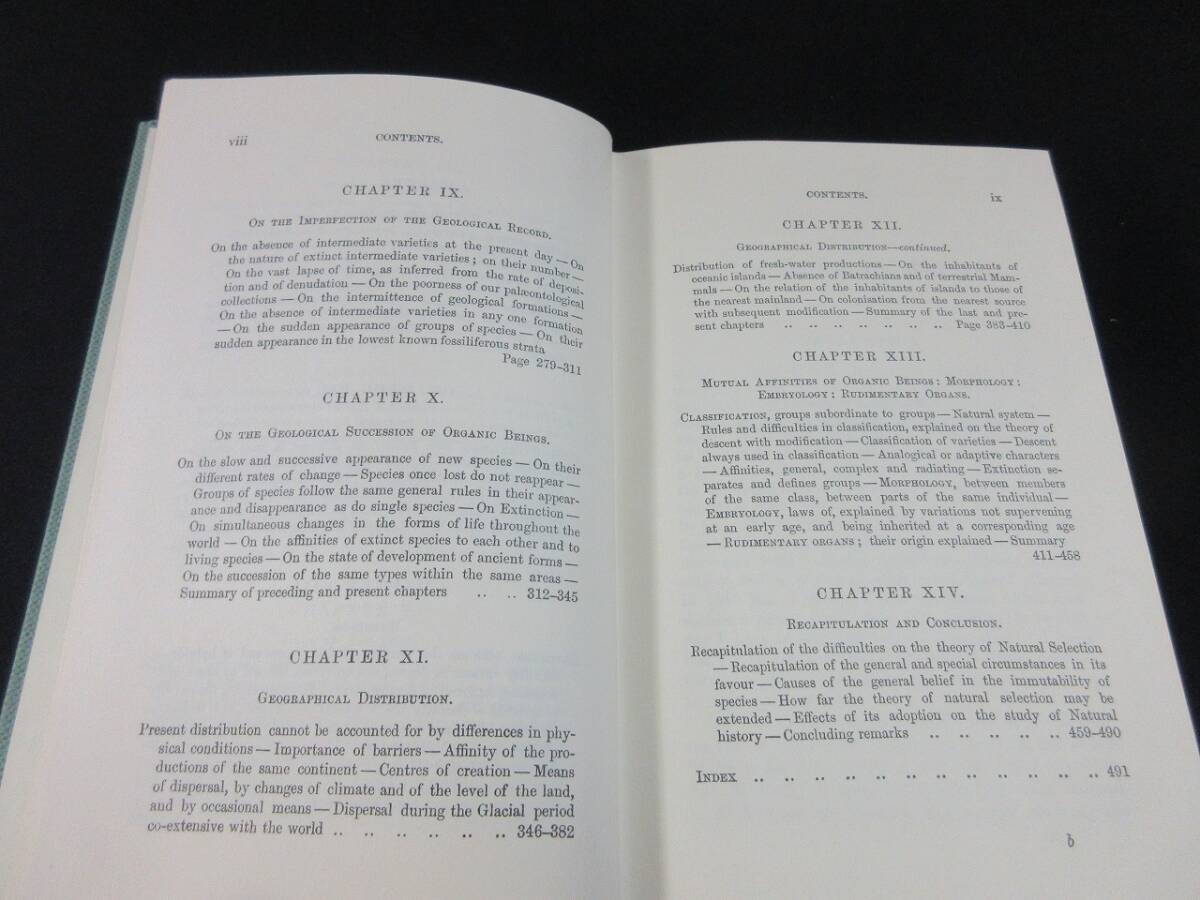 viii
CONTENTS.
CHAPTER IX.
On the Imperfection of the Geological Record.
On the absence of intermediate varieties at the present day — On
the nature of extinct intermediate varieties; on their number —
On the vast lapse of time, as inferred from the rate of deposi-
tion and of denudation — On the poorness of our palæontological
collections — On the intermittence of geological formations —
On the absence of intermediate varieties in any one formation
— On the sudden appearance of groups of species — On their
sudden appearance in the lowest known fossiliferous strata
Page 279-311
CHAPTER X.
On the Geological Succession of Organic Beings.
On the slow and successive appearance of new species — On their
different rates of change — Species once lost do not reappear —
Groups of species follow the same general rules in their appear-
ance and disappearance as do single species — On Extinction —
On simultaneous changes in the forms of life throughout the
world — On the affinities of extinct species to each other and to
living species — On the state of development of ancient forms —
On the succession of the same types within the same areas —
Summary of preceding and present chapters .. .. 312-345
CHAPTER XI.
Geographical Distribution.
Present distribution cannot be accounted for by differences in phy-
sical conditions — Importance of barriers — Affinity of the pro-
ductions of the same continent — Centres of creation — Means
of dispersal, by changes of climate and of the level of the land,
and by occasional means — Dispersal during the Glacial period
co-extensive with the world .. .. .. .. .. .. 346-382
CONTENTS.
ix
CHAPTER XII.
Geographical Distribution—continued.
Distribution of fresh-water productions — On the inhabitants of
oceanic islands — Absence of Batrachians and of terrestrial Mam-
mals — On the relation of the inhabitants of islands to those of
the nearest mainland — On colonisation from the nearest source
with subsequent modification — Summary of the last and pre-
sent chapters .. .. .. .. .. .. .. Page 383-410
CHAPTER XIII.
Mutual Affinities of Organic Beings: Morphology:
Embryology: Rudimentary Organs.
Classification, groups subordinate to groups — Natural system —
Rules and difficulties in classification, explained on the theory of
descent with modification — Classification of varieties — Descent
always used in classification — Analogical or adaptive characters
— Affinities, general, complex and radiating — Extinction se-
parates and defines groups — Morphology, between members
of the same class, between parts of the same individual —
Embryology, laws of, explained by variations not supervening
at an early age, and being inherited at a corresponding age
— Rudimentary organs; their origin explained — Summary
411-458
CHAPTER XIV.
Recapitulation and Conclusion.
Recapitulation of the difficulties on the theory of Natural Selection
— Recapitulation of the general and special circumstances in its
favour — Causes of the general belief in the immutability of
species — How far the theory of natural selection may be
extended — Effects of its adoption on the study of Natural
history — Concluding remarks .. .. .. .. .. 459-490
Index .. .. .. .. .. .. .. .. .. .. .. .. 491
b